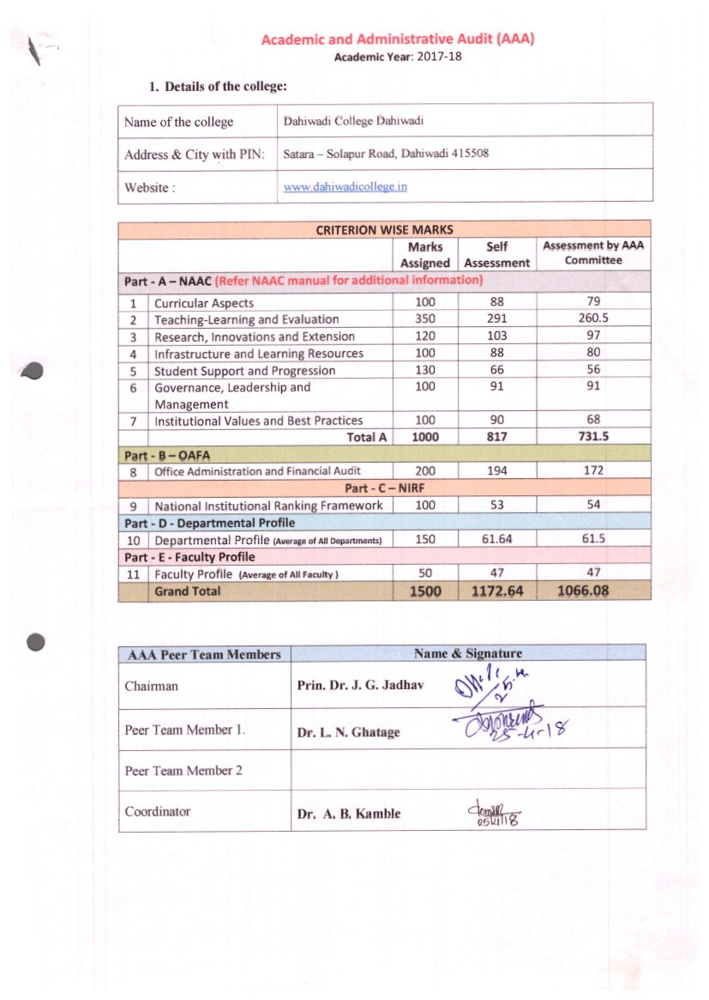 Academic and Administrative Audit (AAA)
Academic Year: 2017-18
1. Details of the college:
Name of the college Dahiwadi College Dahiwadi
Address & City with PIN: Satara – Solapur Road, Dahiwadi 415508
Website : www.dahiwadicollege.in
CRITERION WISE MARKS
Marks Assigned Self Assessment Assessment by AAA Committee
Part - A – NAAC (Refer NAAC manual for additional information)
1 Curricular Aspects 100 88 79
2 Teaching-Learning and Evaluation 350 291 260.5
3 Research, Innovations and Extension 120 103 97
4 Infrastructure and Learning Resources 100 88 80
5 Student Support and Progression 130 66 56
6 Governance, Leadership and 100 91 91
Management
7 Institutional Values and Best Practices 100 90 68
Total A 1000 817 731.5
Part - B – OAFA
8 Office Administration and Financial Audit 200 194 172
Part - C – NIRF
9 National Institutional Ranking Framework 100 53 54
Part - D - Departmental Profile
10 Departmental Profile (Average of All Departments) 150 61.64 61.5
Part - E - Faculty Profile
11 Faculty Profile (Average of All Faculty ) 50 47 47
Grand Total 1500 1172.64 1066.08
AAA Peer Team Members Name & Signature
Chairman Prin. Dr. J. G. Jadhav
Peer Team Member 1. Dr. L. N. Ghatage
25-4-18
Peer Team Member 2
Coordinator Dr. A. B. Kamble
25/4/18